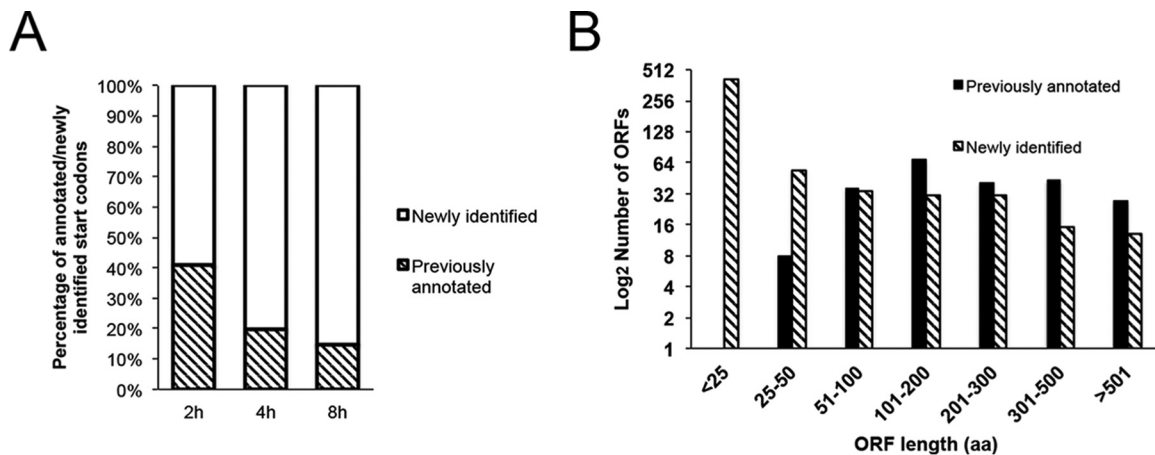 A
Percentage of annotated/newly
identified start codons
100%
90%
80%
70%
60%
50%
40%
30%
20%
10%
0%
2h
4h
8h
Newly identified
Previously
annotated
B
Log2 Number of ORFs
512
256
128
64
32
16
8
4
2
1
<25
25-50
51-100
101-200
201-300
301-500
>501
ORF length (aa)
Previously annotated
Newly identified